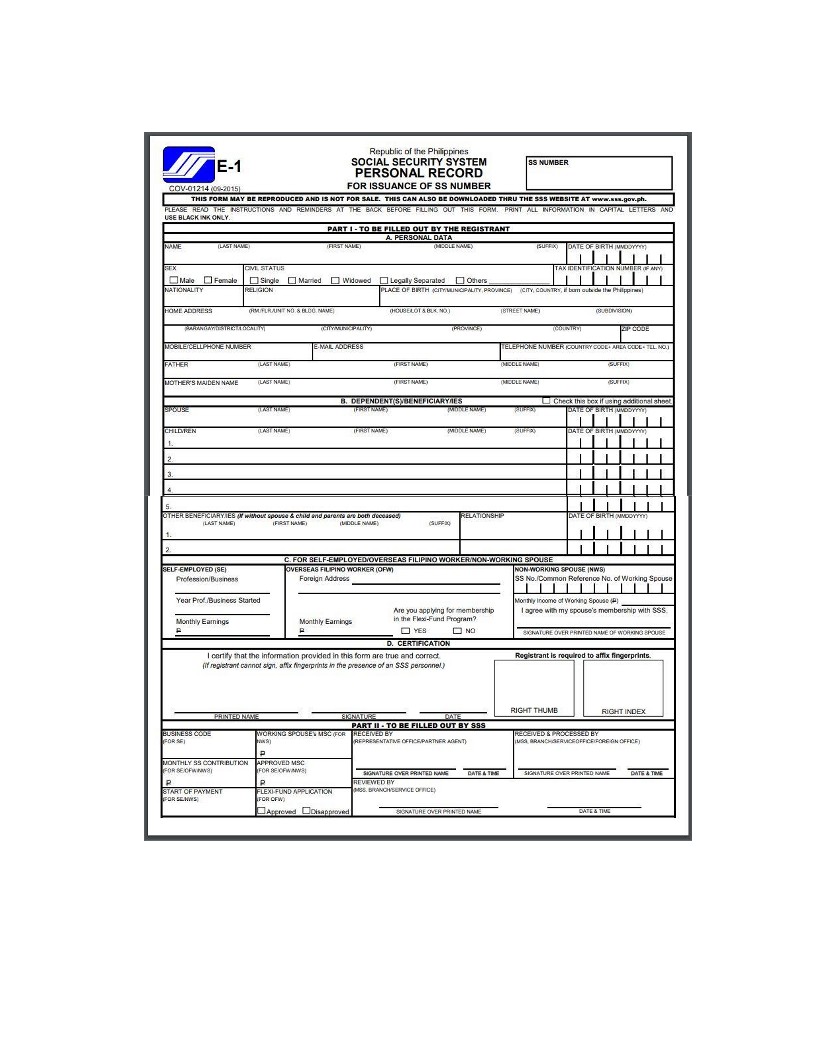 E-1
COV-01214 (09-2015)
Republic of the Philippines
SOCIAL SECURITY SYSTEM
PERSONAL RECORD
FOR ISSUANCE OF SS NUMBER
SS NUMBER
THIS FORM MAY BE REPRODUCED AND IS NOT FOR SALE. THIS CAN ALSO BE DOWNLOADED THRU THE SSS WEBSITE AT www.sss.gov.ph.
PLEASE READ THE INSTRUCTIONS AND REMINDERS AT THE BACK BEFORE FILLING OUT THIS FORM. PRINT ALL INFORMATION IN CAPITAL LETTERS AND
USE BLACK INK ONLY.
PART I - TO BE FILLED OUT BY THE REGISTRANT
A. PERSONAL DATA
NAME (LAST NAME) (FIRST NAME) (MIDDLE NAME) (SUFFIX) DATE OF BIRTH (MMDDYYYY)
SEX CIVIL STATUS TAX IDENTIFICATION NUMBER (IF ANY)
Male Female Single Married Widowed Legally Separated Others
NATIONALITY RELIGION PLACE OF BIRTH (CITY/MUNICIPALITY, PROVINCE) (CITY, COUNTRY, if born outside the Philippines)
HOME ADDRESS (RM./FLR./UNIT NO. & BLDG. NAME) (HOUSE/LOT & BLK. NO.) (STREET NAME) (SUBDIVISION)
(BARANGAY/DISTRICT/LOCALITY) (CITY/MUNICIPALITY) (PROVINCE) (COUNTRY) ZIP CODE
MOBILE/CELLPHONE NUMBER E-MAIL ADDRESS TELEPHONE NUMBER (COUNTRY CODE+ AREA CODE+ TEL. NO.)
FATHER (LAST NAME) (FIRST NAME) (MIDDLE NAME) (SUFFIX)
MOTHER'S MAIDEN NAME (LAST NAME) (FIRST NAME) (MIDDLE NAME) (SUFFIX)
B. DEPENDENT(S)/BENEFICIARY/IES Check this box if using additional sheet.
SPOUSE (LAST NAME) (FIRST NAME) (MIDDLE NAME) (SUFFIX) DATE OF BIRTH (MMDDYYYY)
CHILD/REN (LAST NAME) (FIRST NAME) (MIDDLE NAME) (SUFFIX) DATE OF BIRTH (MMDDYYYY)
1.
2.
3.
4.
5.
OTHER BENEFICIARY/IES (If without spouse & child and parents are both deceased) RELATIONSHIP DATE OF BIRTH (MMDDYYYY)
(LAST NAME) (FIRST NAME) (MIDDLE NAME) (SUFFIX)
1.
2.
C. FOR SELF-EMPLOYED/OVERSEAS FILIPINO WORKER/NON-WORKING SPOUSE
SELF-EMPLOYED (SE) OVERSEAS FILIPINO WORKER (OFW) NON-WORKING SPOUSE (NWS)
Profession/Business Foreign Address SS No./Common Reference No. of Working Spouse
Year Prof./Business Started Monthly Income of Working Spouse (₱)
Are you applying for membership I agree with my spouse's membership with SSS.
in the Flexi-Fund Program?
Monthly Earnings Monthly Earnings
₱ ₱ YES NO SIGNATURE OVER PRINTED NAME OF WORKING SPOUSE
D. CERTIFICATION
I certify that the information provided in this form are true and correct. Registrant is required to affix fingerprints.
(If registrant cannot sign, affix fingerprints in the presence of an SSS personnel.)
RIGHT THUMB RIGHT INDEX
PRINTED NAME SIGNATURE DATE
PART II - TO BE FILLED OUT BY SSS
BUSINESS CODE WORKING SPOUSE'S MSC (FOR RECEIVED BY RECEIVED & PROCESSED BY
(FOR SE) NWS) (REPRESENTATIVE OFFICE/PARTNER AGENT) (MSS, BRANCH/SERVICE OFFICE/FOREIGN OFFICE)
₱
MONTHLY SS CONTRIBUTION APPROVED MSC
(FOR SE/OFW/NWS) (FOR SE/OFW/NWS) SIGNATURE OVER PRINTED NAME DATE & TIME SIGNATURE OVER PRINTED NAME DATE & TIME
₱ ₱ REVIEWED BY
START OF PAYMENT FLEXI-FUND APPLICATION (MSS. BRANCH/SERVICE OFFICE)
(FOR SE/NWS) (FOR OFW)
Approved Disapproved SIGNATURE OVER PRINTED NAME DATE & TIME